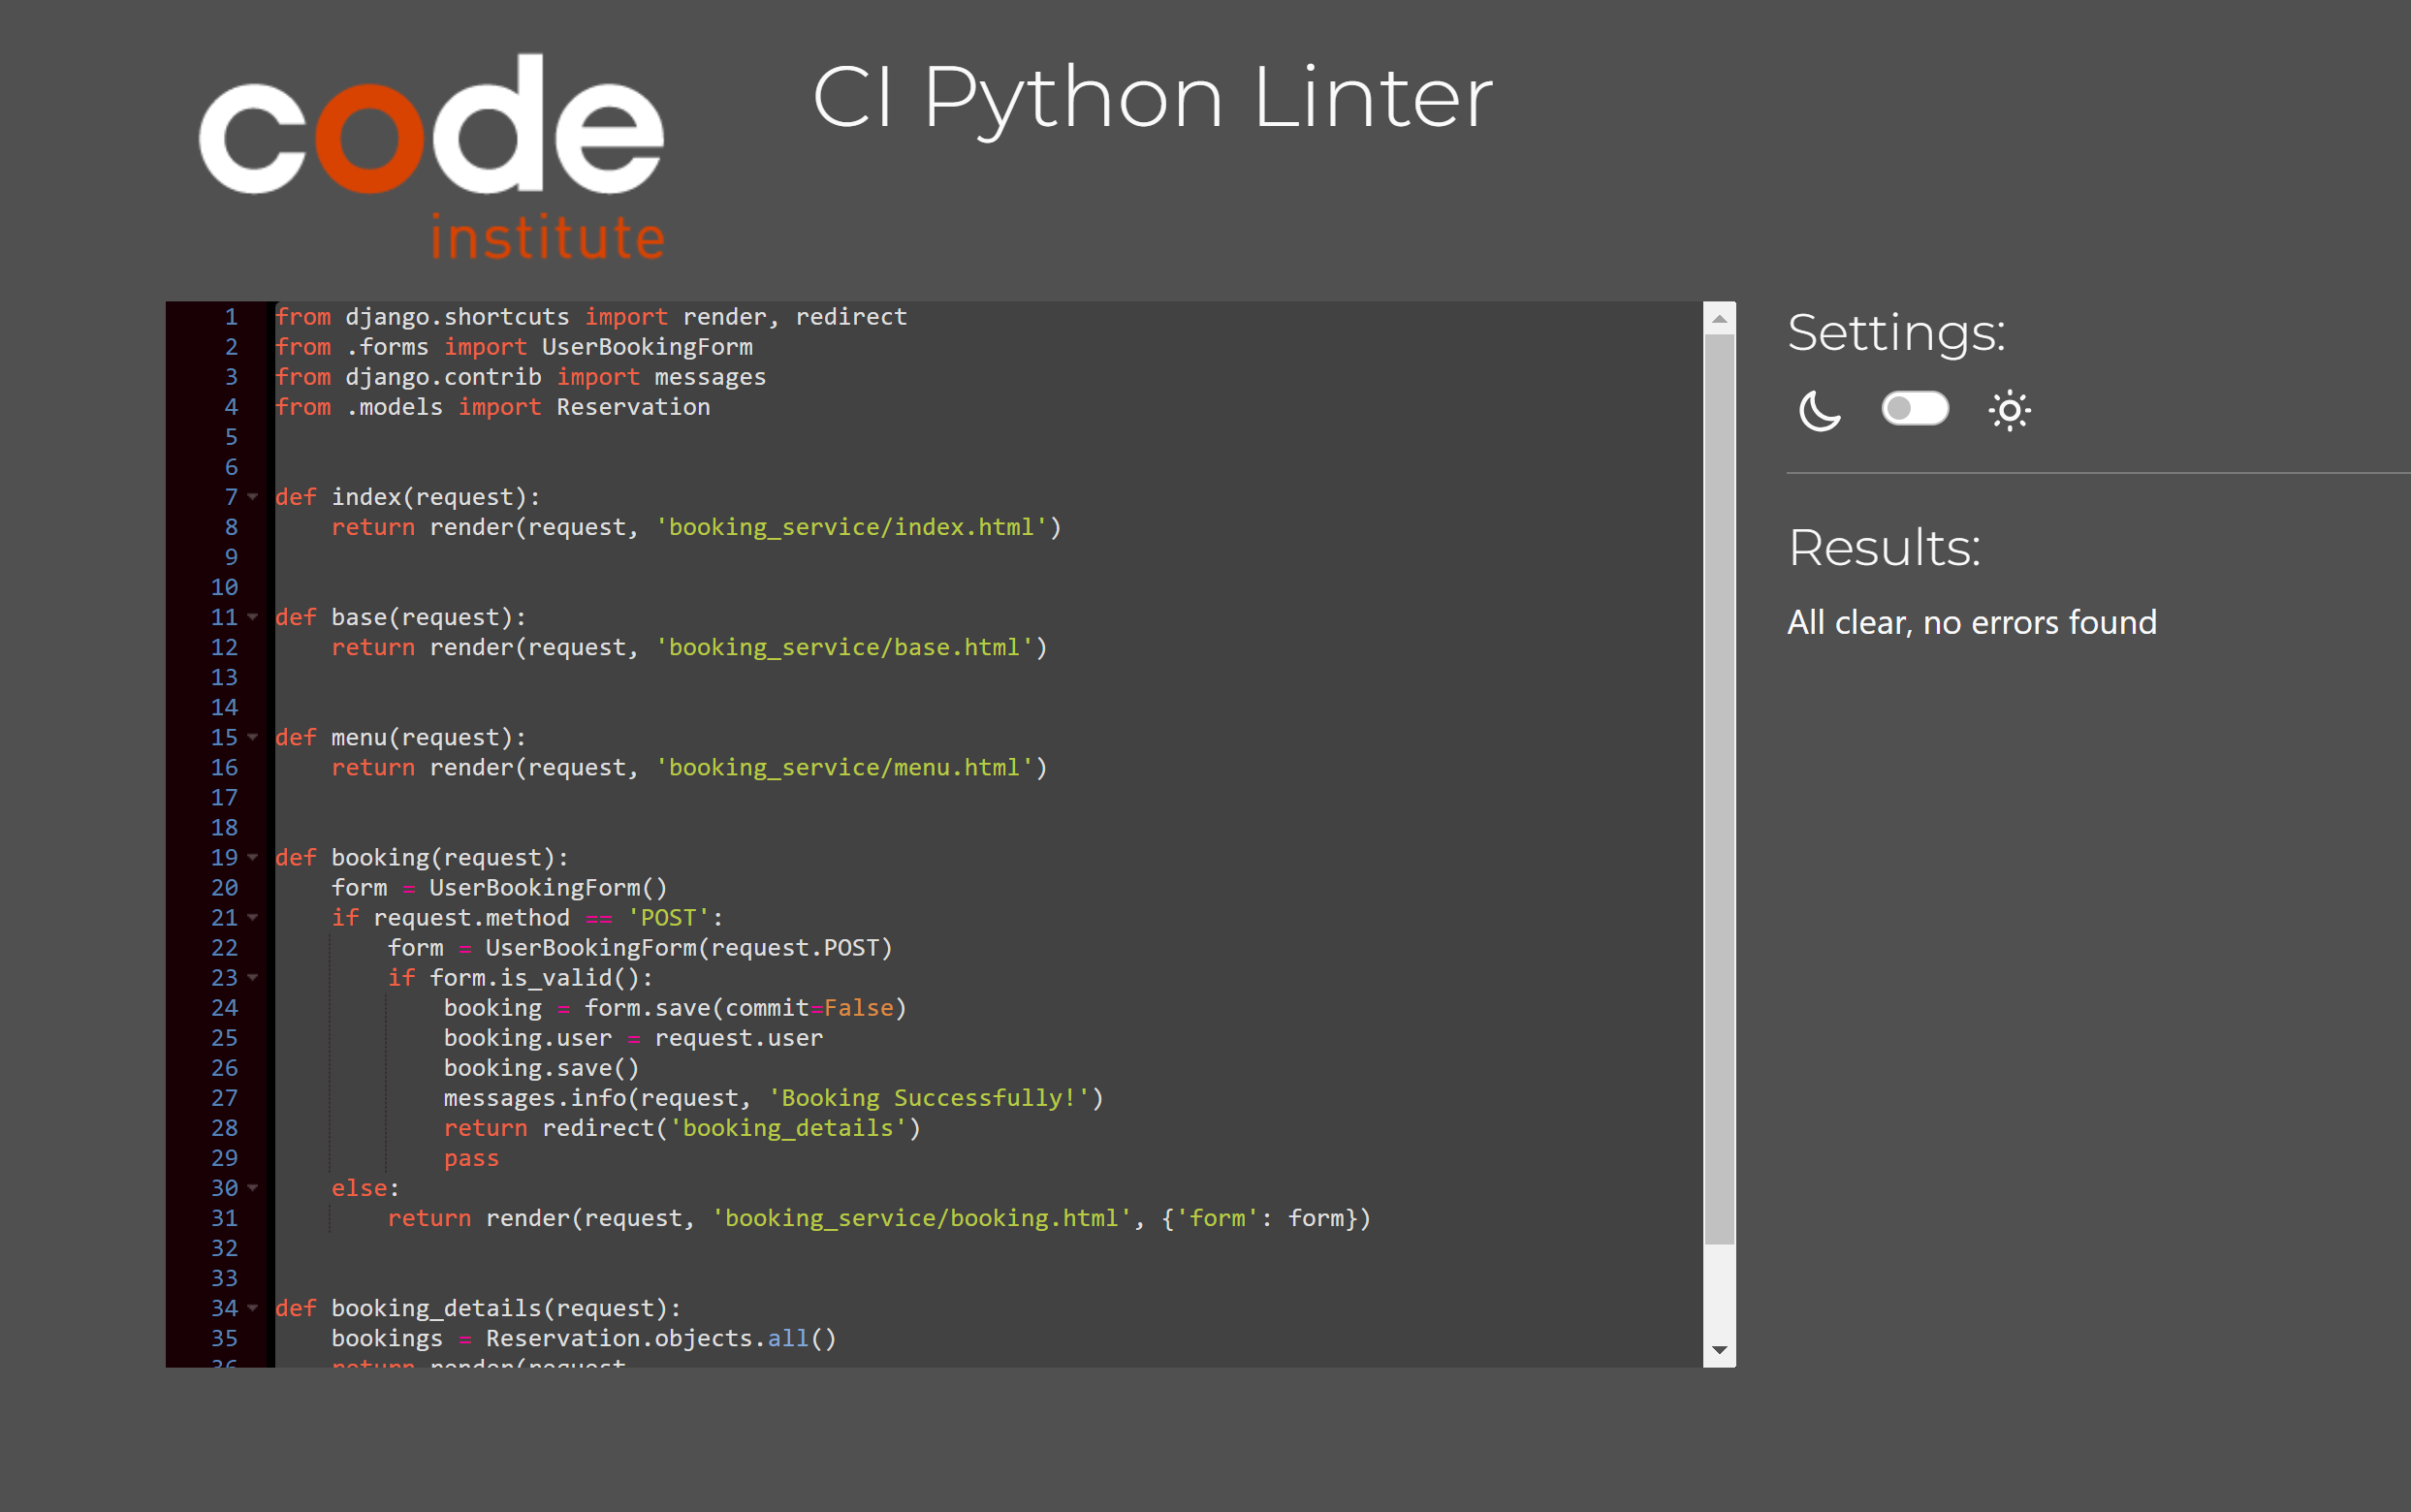 code
institute
CI Python Linter
1 from django.shortcuts import render, redirect
2 from .forms import UserBookingForm
3 from django.contrib import messages
4 from .models import Reservation
5
6
7 def index(request):
8     return render(request, 'booking_service/index.html')
9
10
11 def base(request):
12     return render(request, 'booking_service/base.html')
13
14
15 def menu(request):
16     return render(request, 'booking_service/menu.html')
17
18
19 def booking(request):
20     form = UserBookingForm()
21     if request.method == 'POST':
22         form = UserBookingForm(request.POST)
23         if form.is_valid():
24             booking = form.save(commit=False)
25             booking.user = request.user
26             booking.save()
27             messages.info(request, 'Booking Successfully!')
28             return redirect('booking_details')
29             pass
30     else:
31         return render(request, 'booking_service/booking.html', {'form': form})
32
33
34 def booking_details(request):
35     bookings = Reservation.objects.all()
36     return render(request
Settings:
Results:
All clear, no errors found